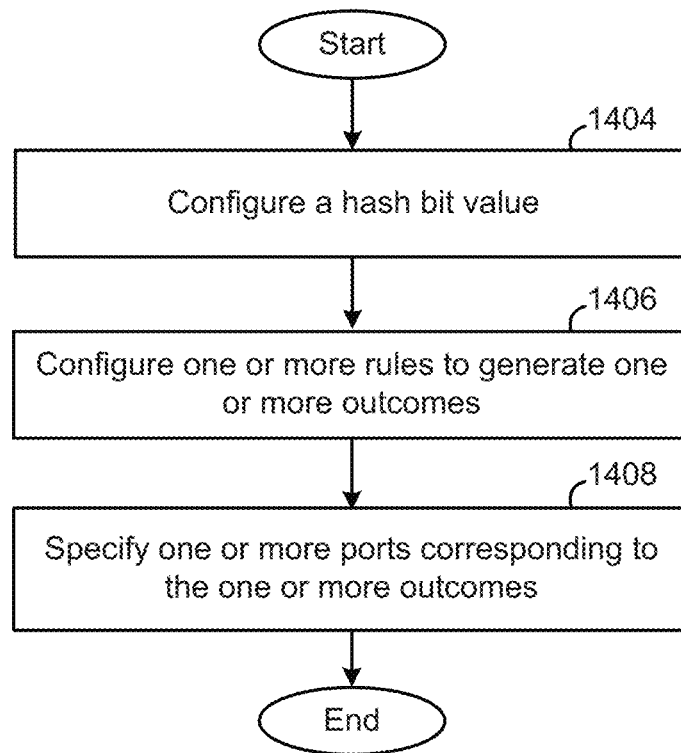 Start
1404
Configure a hash bit value
1406
Configure one or more rules to generate one
or more outcomes
1408
Specify one or more ports corresponding to
the one or more outcomes
End